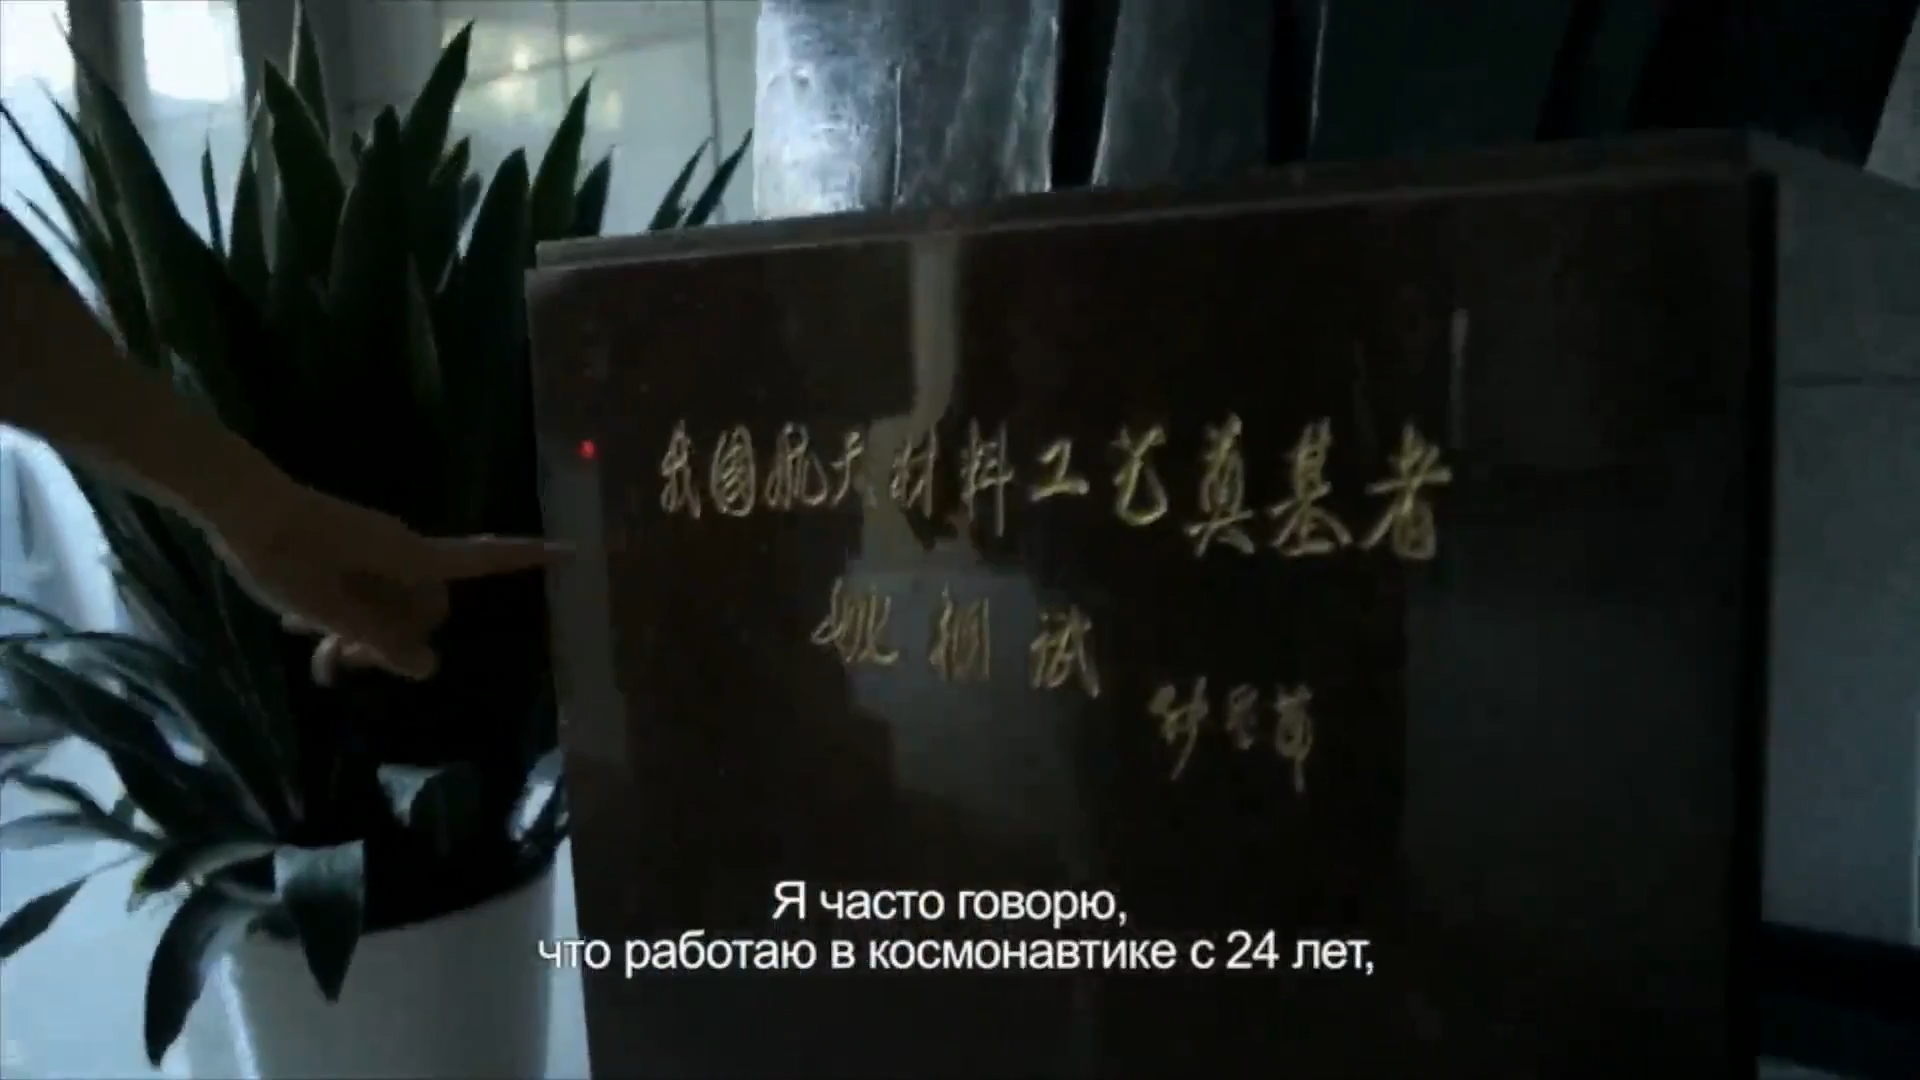 我国航天材料工艺奠基者
姚桐斌
Я часто говорю,
что работаю в космонавтике с 24 лет,